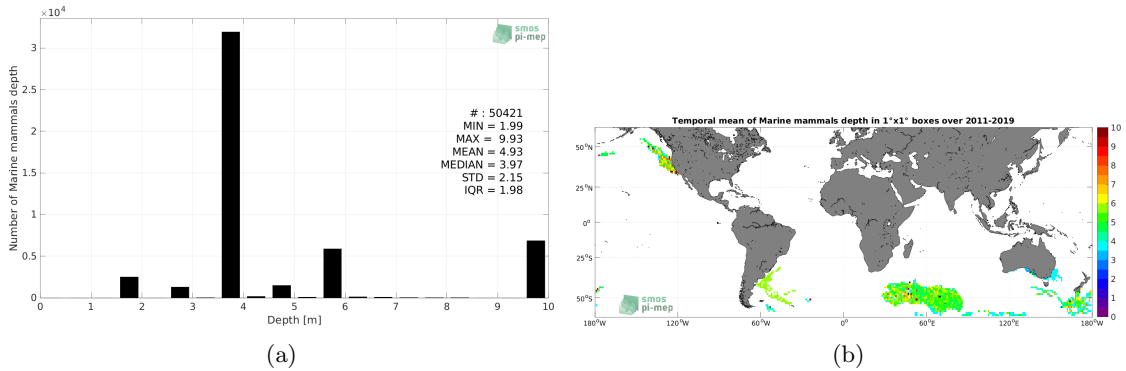 ×10⁴
smos
pi-mep
3
2.5
2
1.5
1
0.5
0
Number of Marine mammals depth
# : 50421
MIN = 1.99
MAX = 9.93
MEAN = 4.93
MEDIAN = 3.97
STD = 2.15
IQR = 1.98
0 1 2 3 4 5 6 7 8 9 10
Depth [m]
(a)
Temporal mean of Marine mammals depth in 1°x1° boxes over 2011-2019
50°N
25°N
0°
25°S
50°S
smos
pi-mep
180°W 120°W 60°W 0° 60°E 120°E 180°W
10
9
8
7
6
5
4
3
2
1
0
(b)